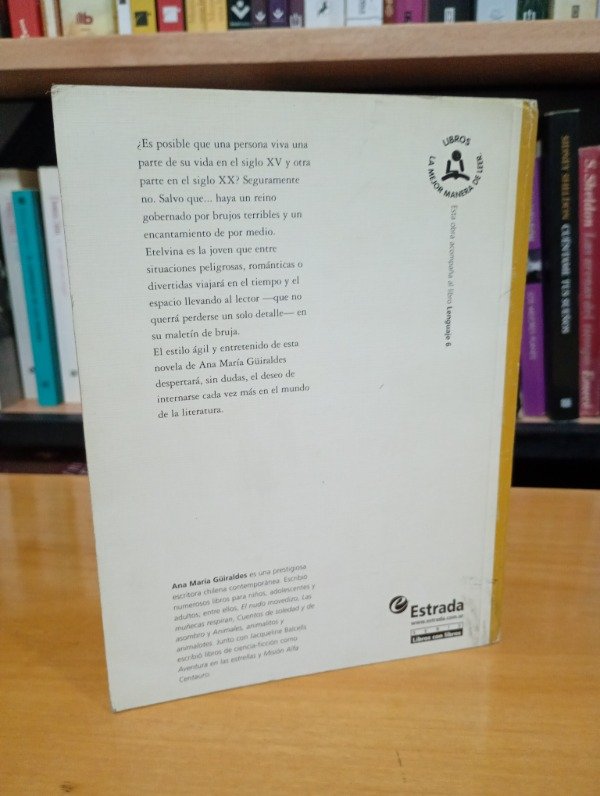 ¿Es posible que una persona viva una
parte de su vida en el siglo XV y otra
parte en el siglo XX? Seguramente
no. Salvo que... haya un reino
gobernado por brujos terribles y un
encantamiento de por medio.
Etelvina es la joven que entre
situaciones peligrosas, románticas o
divertidas viajará en el tiempo y el
espacio llevando al lector —que no
querrá perderse un solo detalle— en
su maletín de bruja.
El estilo ágil y entretenido de esta
novela de Ana María Güiraldes
despertará, sin dudas, el deseo de
internarse cada vez más en el mundo
de la literatura.
LIBROS
LA MEJOR MANERA DE LEER.
Esta obra acompaña al libro Lenguaje 6
Ana María Güiraldes es una prestigiosa
escritora chilena contemporánea. Escribió
numerosos libros para niños, adolescentes y
adultos, entre ellos, El nudo movedizo, Las
muñecas respiran, Cuentos de soledad y de
asombro y Animales, animalitos y
animalotes. Junto con Jacqueline Balcells
escribió libros de ciencia-ficción como
Aventura en las estrellas y Misión Alfa
Centauro.
Estrada
www.estrada.com.ar
SERIE
Libros con libros
SIDNEY SHELDON CUÉNTAME TUS SUEÑOS
S. Sheldon